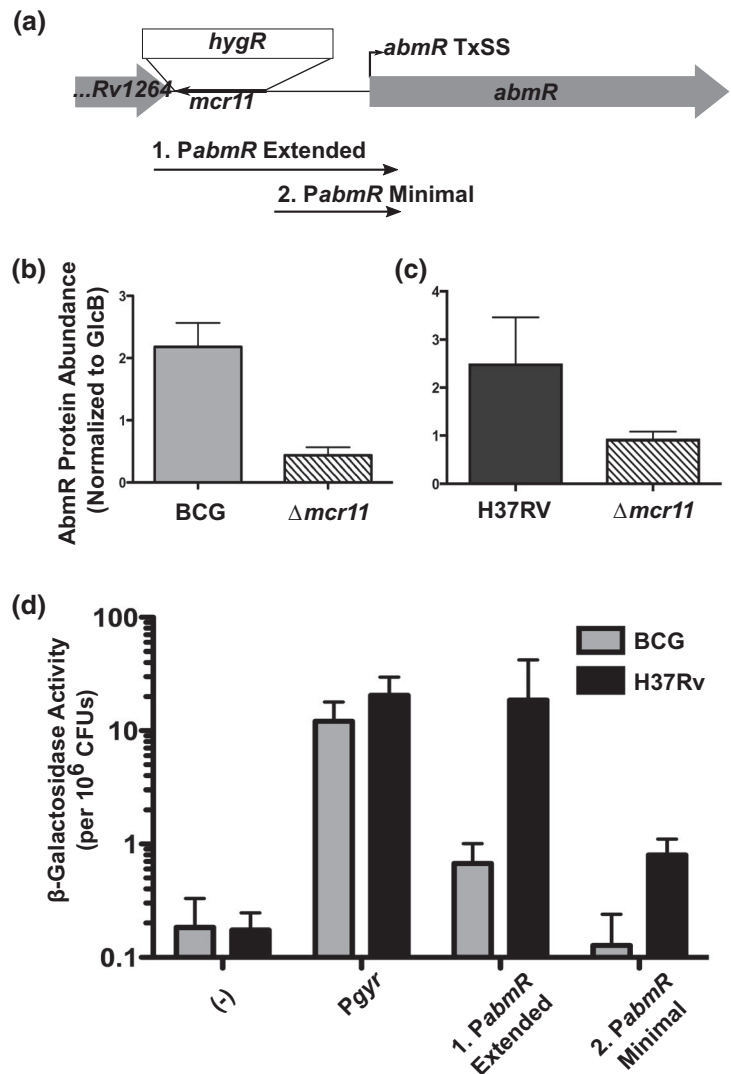 (a)
hygR
abmR TxSS
...Rv1264
mcr11
abmR
1. PabmR Extended
2. PabmR Minimal
(b)
(c)
AbmR Protein Abundance
(Normalized to GlcB)
3
2
1
0
BCG
Δmcr11
4
3
2
1
0
H37RV
Δmcr11
(d)
β-Galactosidase Activity
(per 10⁶ CFUs)
100
10
1
0.1
BCG
H37Rv
(-)
Pgyr
1. PabmR
Extended
2. PabmR
Minimal